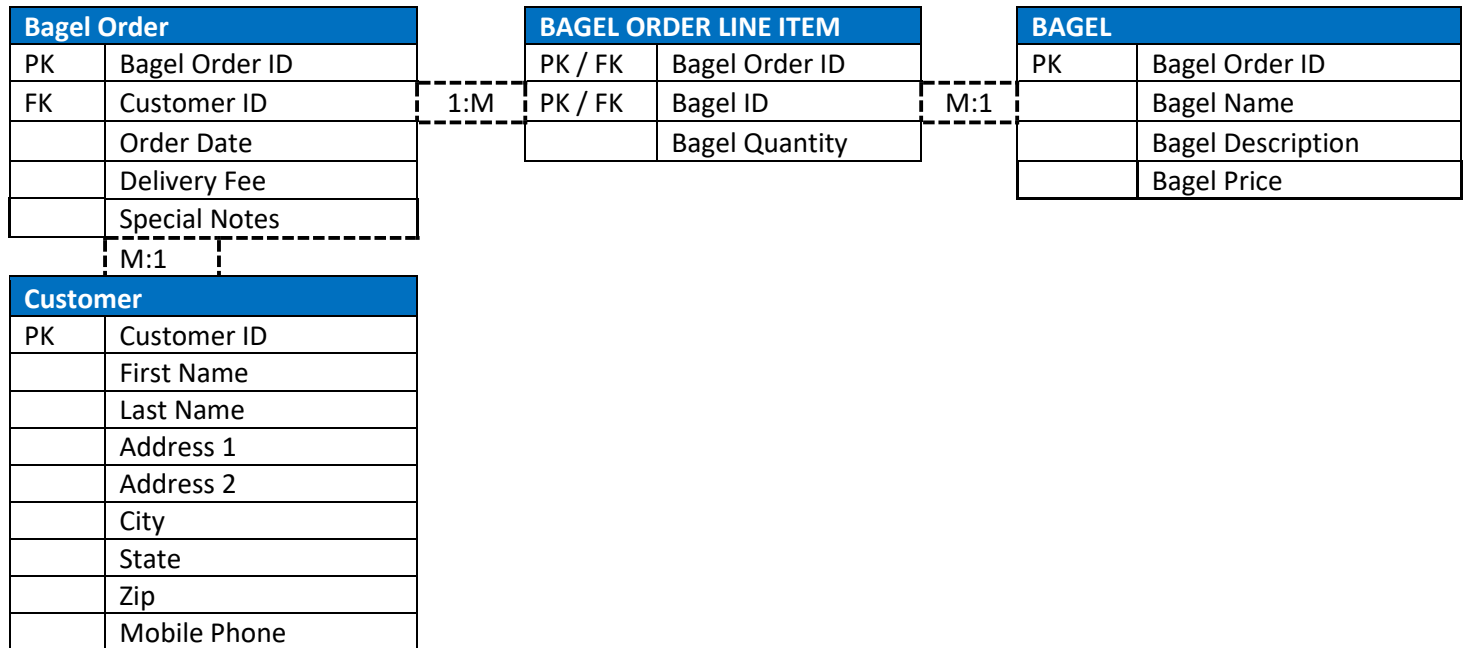 Bagel Order
PK Bagel Order ID
FK Customer ID
Order Date
Delivery Fee
Special Notes
1:M
BAGEL ORDER LINE ITEM
PK / FK Bagel Order ID
PK / FK Bagel ID
Bagel Quantity
M:1
BAGEL
PK Bagel Order ID
Bagel Name
Bagel Description
Bagel Price
M:1
Customer
PK Customer ID
First Name
Last Name
Address 1
Address 2
City
State
Zip
Mobile Phone